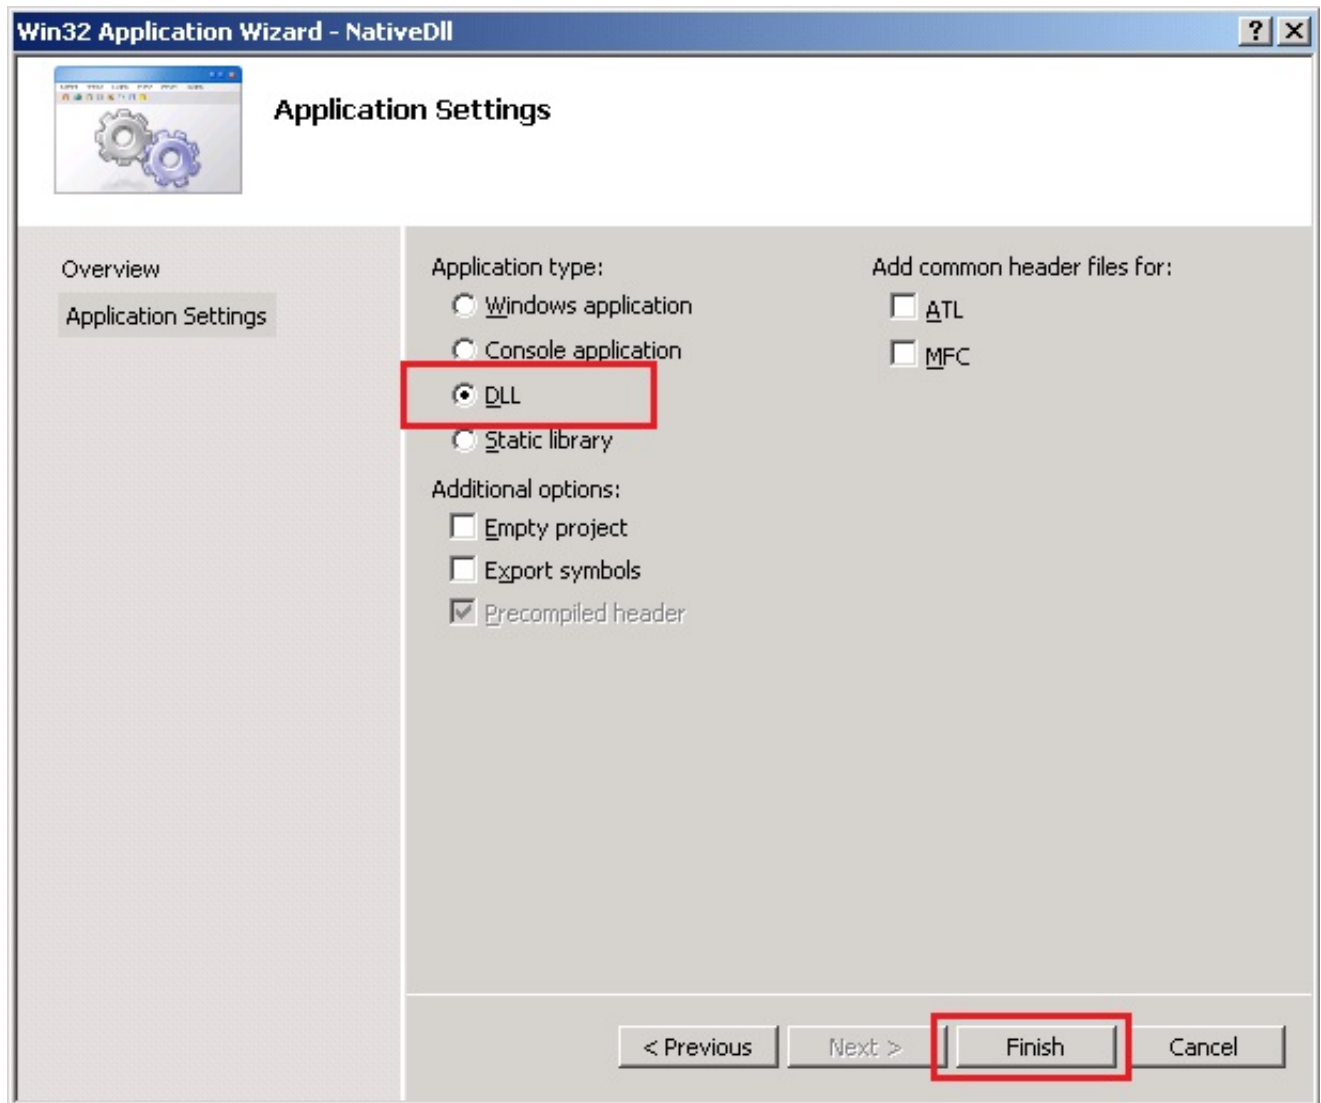 Win32 Application Wizard - NativeDll
Application Settings
Overview
Application Settings
Application type:
Windows application
Console application
DLL
Static library
Additional options:
Empty project
Export symbols
Precompiled header
Add common header files for:
ATL
MFC
< Previous
Next >
Finish
Cancel